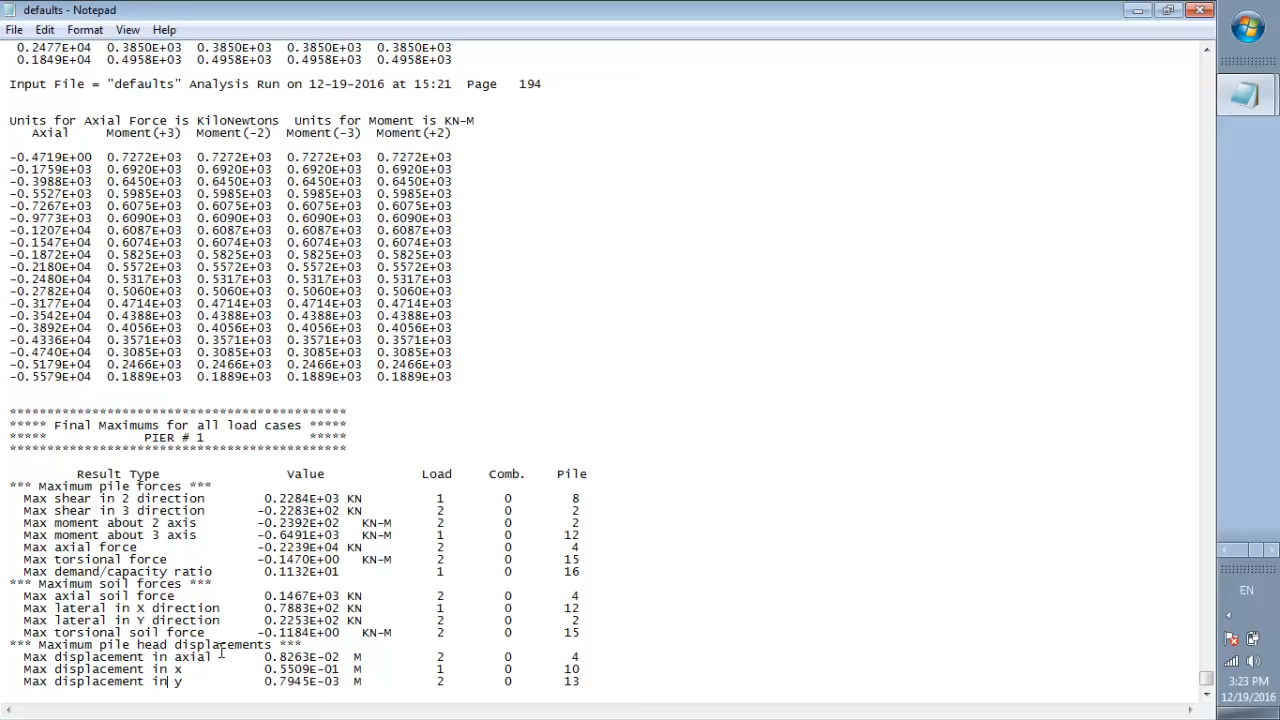 defaults - Notepad
File Edit Format View Help
0.2477E+04 0.3850E+03 0.3850E+03 0.3850E+03 0.3850E+03
0.1849E+04 0.4958E+03 0.4958E+03 0.4958E+03 0.4958E+03
Input File = "defaults" Analysis Run on 12-19-2016 at 15:21 Page 194
Units for Axial Force is KiloNewtons Units for Moment is KN-M
Axial Moment(+3) Moment(-2) Moment(-3) Moment(+2)
-0.4719E+00 0.7272E+03 0.7272E+03 0.7272E+03 0.7272E+03
-0.1759E+03 0.6920E+03 0.6920E+03 0.6920E+03 0.6920E+03
-0.3988E+03 0.6450E+03 0.6450E+03 0.6450E+03 0.6450E+03
-0.5527E+03 0.5985E+03 0.5985E+03 0.5985E+03 0.5985E+03
-0.7267E+03 0.6075E+03 0.6075E+03 0.6075E+03 0.6075E+03
-0.9773E+03 0.6090E+03 0.6090E+03 0.6090E+03 0.6090E+03
-0.1207E+04 0.6087E+03 0.6087E+03 0.6087E+03 0.6087E+03
-0.1547E+04 0.6074E+03 0.6074E+03 0.6074E+03 0.6074E+03
-0.1872E+04 0.5825E+03 0.5825E+03 0.5825E+03 0.5825E+03
-0.2180E+04 0.5572E+03 0.5572E+03 0.5572E+03 0.5572E+03
-0.2480E+04 0.5317E+03 0.5317E+03 0.5317E+03 0.5317E+03
-0.2782E+04 0.5060E+03 0.5060E+03 0.5060E+03 0.5060E+03
-0.3177E+04 0.4714E+03 0.4714E+03 0.4714E+03 0.4714E+03
-0.3542E+04 0.4388E+03 0.4388E+03 0.4388E+03 0.4388E+03
-0.3892E+04 0.4056E+03 0.4056E+03 0.4056E+03 0.4056E+03
-0.4336E+04 0.3571E+03 0.3571E+03 0.3571E+03 0.3571E+03
-0.4740E+04 0.3085E+03 0.3085E+03 0.3085E+03 0.3085E+03
-0.5179E+04 0.2466E+03 0.2466E+03 0.2466E+03 0.2466E+03
-0.5579E+04 0.1889E+03 0.1889E+03 0.1889E+03 0.1889E+03
*********************************************
***** Final Maximums for all load cases *****
***** PIER # 1 *****
*********************************************
Result Type Value Load Comb. Pile
*** Maximum pile forces ***
Max shear in 2 direction 0.2284E+03 KN 1 0 8
Max shear in 3 direction -0.2283E+02 KN 2 0 2
Max moment about 2 axis -0.2392E+02 KN-M 2 0 2
Max moment about 3 axis -0.6491E+03 KN-M 1 0 12
Max axial force -0.2239E+04 KN 2 0 4
Max torsional force -0.1470E+00 KN-M 2 0 15
Max demand/capacity ratio 0.1132E+01 1 0 16
*** Maximum soil forces ***
Max axial soil force 0.1467E+03 KN 2 0 4
Max lateral in X direction 0.7883E+02 KN 1 0 12
Max lateral in Y direction 0.2253E+02 KN 2 0 2
Max torsional soil force -0.1184E+00 KN-M 2 0 15
*** Maximum pile head displacements ***
Max displacement in axial 0.8263E-02 M 2 0 4
Max displacement in x 0.5509E-01 M 1 0 10
Max displacement in y 0.7945E-03 M 2 0 13
EN
3:23 PM
12/19/2016